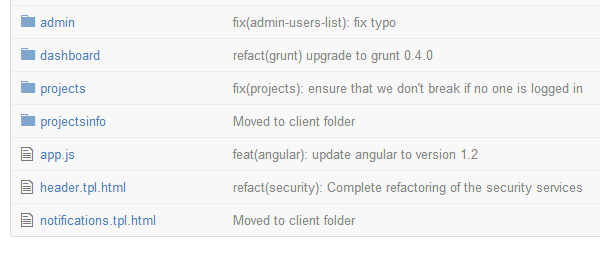 admin fix(admin-users-list): fix typo
dashboard refact(grunt) upgrade to grunt 0.4.0
projects fix(projects): ensure that we don't break if no one is logged in
projectsinfo Moved to client folder
app.js feat(angular): update angular to version 1.2
header.tpl.html refact(security): Complete refactoring of the security services
notifications.tpl.html Moved to client folder